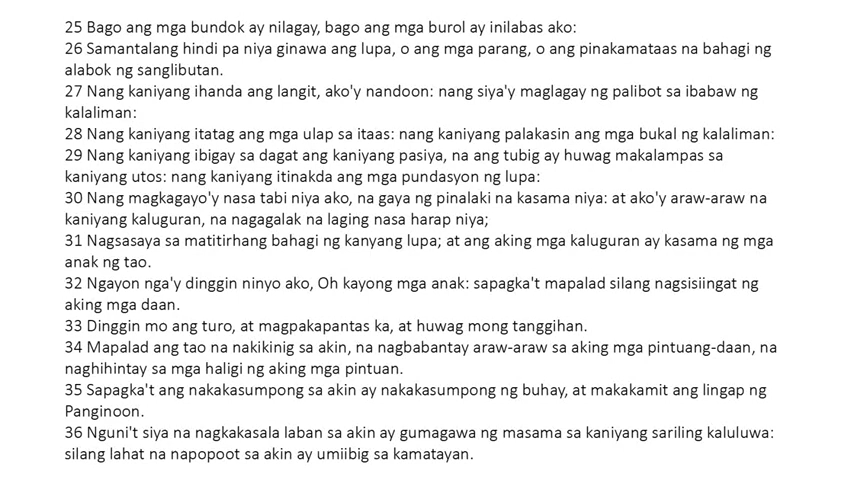 25 Bago ang mga bundok ay nilagay, bago ang mga burol ay inilabas ako:
26 Samantalang hindi pa niya ginawa ang lupa, o ang mga parang, o ang pinakamataas na bahagi ng
alabok ng sanglibutan.
27 Nang kaniyang ihanda ang langit, ako'y nandoon: nang siya'y maglagay ng palibot sa ibabaw ng
kalaliman:
28 Nang kaniyang itatag ang mga ulap sa itaas: nang kaniyang palakasin ang mga bukal ng kalaliman:
29 Nang kaniyang ibigay sa dagat ang kaniyang pasiya, na ang tubig ay huwag makalampas sa
kaniyang utos: nang kaniyang itinakda ang mga pundasyon ng lupa:
30 Nang magkagayo'y nasa tabi niya ako, na gaya ng pinalaki na kasama niya: at ako'y araw-araw na
kaniyang kaluguran, na nagagalak na laging nasa harap niya;
31 Nagsasaya sa matitirhang bahagi ng kanyang lupa; at ang aking mga kaluguran ay kasama ng mga
anak ng tao.
32 Ngayon nga'y dinggin ninyo ako, Oh kayong mga anak: sapagka't mapalad silang nagsisiingat ng
aking mga daan.
33 Dinggin mo ang turo, at magpakapantas ka, at huwag mong tanggihan.
34 Mapalad ang tao na nakikinig sa akin, na nagbabantay araw-araw sa aking mga pintuang-daan, na
naghihintay sa mga haligi ng aking mga pintuan.
35 Sapagka't ang nakakasumpong sa akin ay nakakasumpong ng buhay, at makakamit ang lingap ng
Panginoon.
36 Nguni't siya na nagkakasala laban sa akin ay gumagawa ng masama sa kaniyang sariling kaluluwa:
silang lahat na napopoot sa akin ay umiibig sa kamatayan.